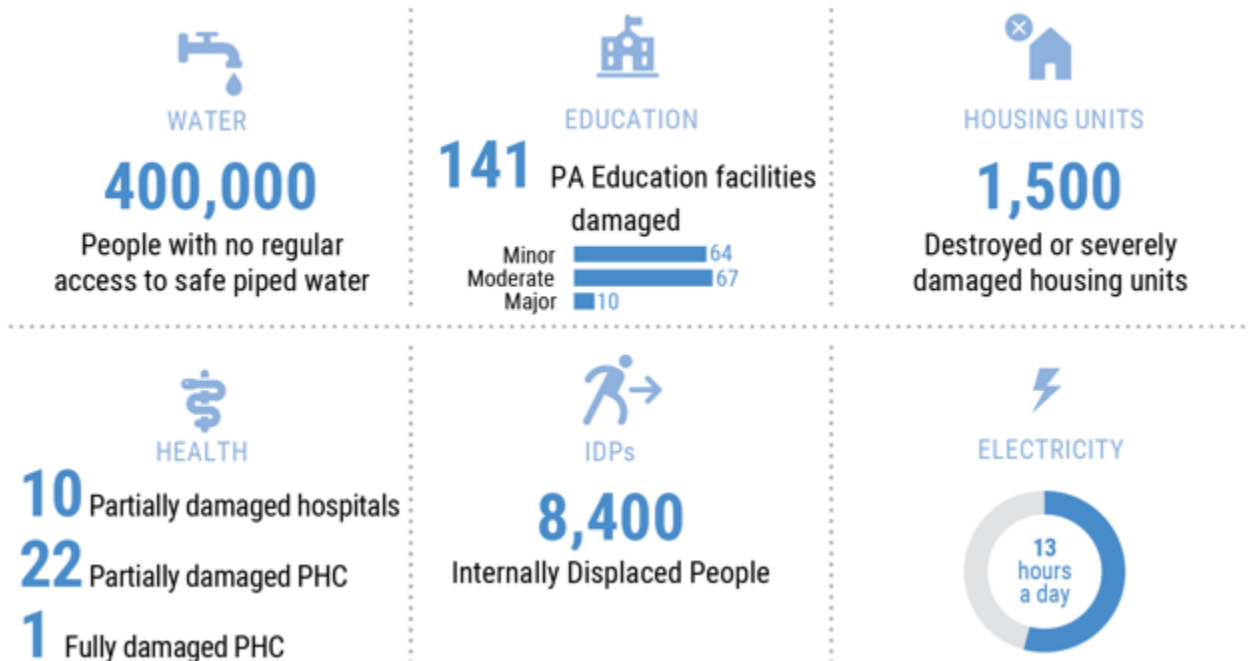 WATER
400,000
People with no regular
access to safe piped water
EDUCATION
141 PA Education facilities
damaged
Minor 64
Moderate 67
Major 10
HOUSING UNITS
1,500
Destroyed or severely
damaged housing units
HEALTH
10 Partially damaged hospitals
22 Partially damaged PHC
1 Fully damaged PHC
IDPs
8,400
Internally Displaced People
ELECTRICITY
13
hours
a day